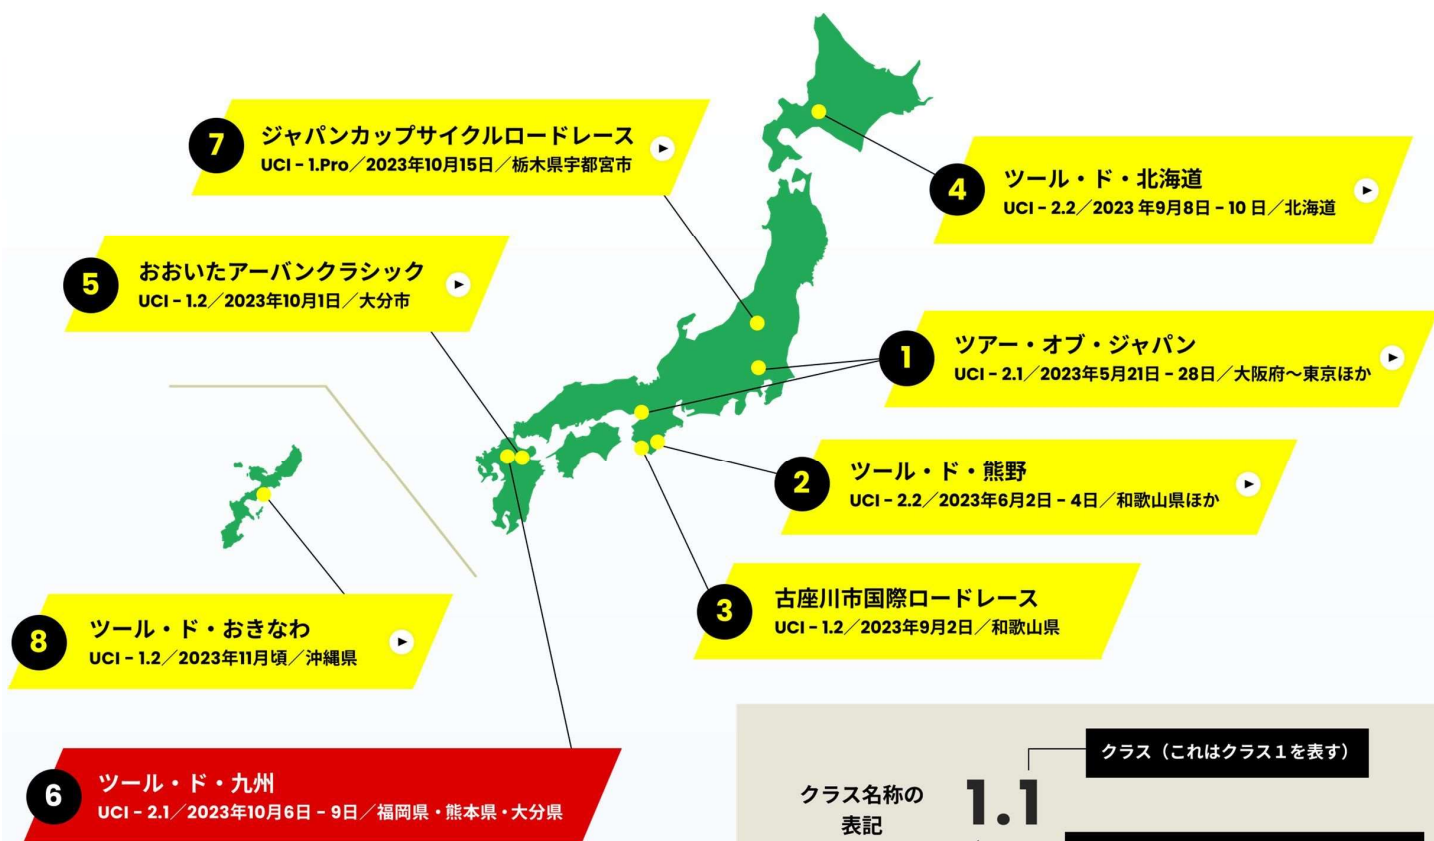 7
ジャパンカップサイクルロードレース
UCI - 1.Pro／2023年10月15日／栃木県宇都宮市
4
ツール・ド・北海道
UCI - 2.2／2023 年9月8日 - 10 日／北海道
5
おおいたアーバンクラシック
UCI - 1.2／2023年10月1日／大分市
1
ツアー・オブ・ジャパン
UCI - 2.1／2023年5月21日 - 28日／大阪府〜東京ほか
2
ツール・ド・熊野
UCI - 2.2／2023年6月2日 - 4日／和歌山県ほか
3
古座川市国際ロードレース
UCI - 1.2／2023年9月2日／和歌山県
8
ツール・ド・おきなわ
UCI - 1.2／2023年11月頃／沖縄県
6
ツール・ド・九州
UCI - 2.1／2023年10月6日 - 9日／福岡県・熊本県・大分県
クラス（これはクラス１を表す）
クラス名称の
表記
1.1